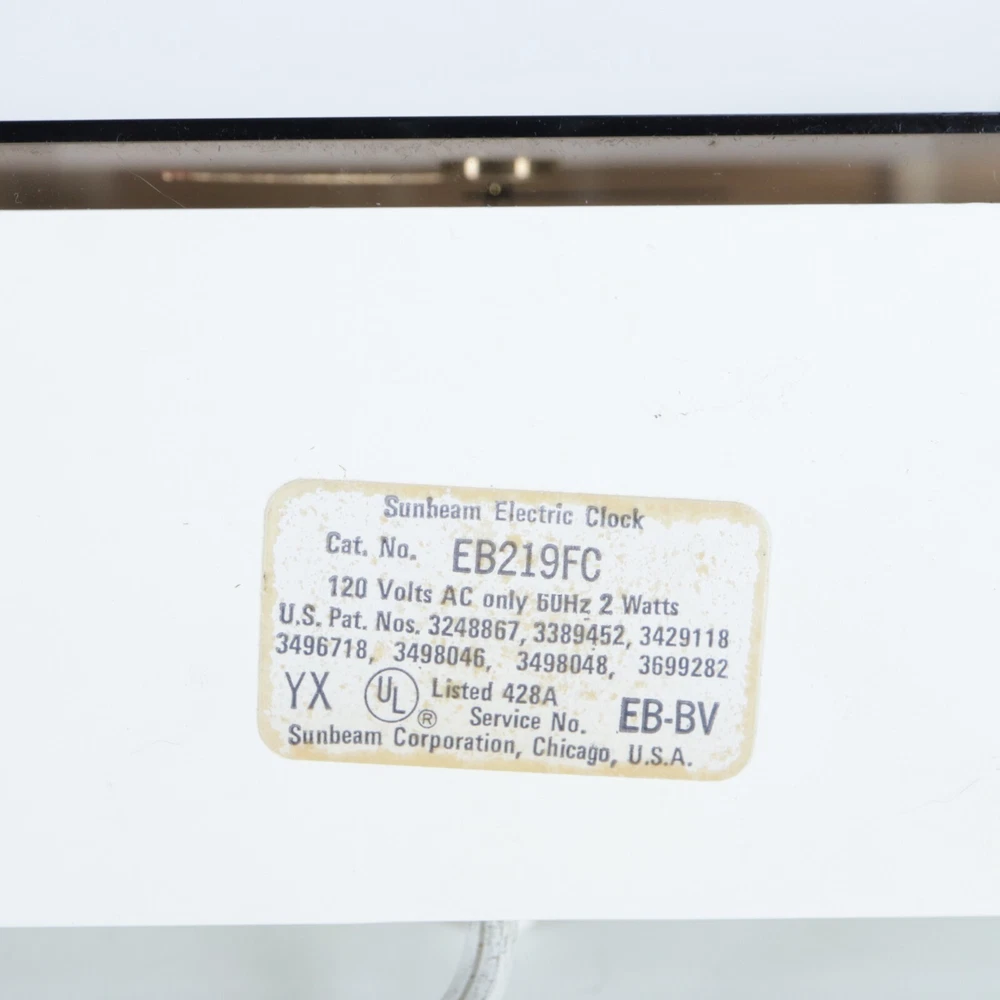 Sunbeam Electric Clock
Cat. No. EB219FC
120 Volts AC only 60Hz 2 Watts
U.S. Pat. Nos. 3248867, 3389452, 3429118
3496718, 3498046, 3498048, 3699282
YX UL ® Listed 428A
Service No. EB-BV
Sunbeam Corporation, Chicago, U.S.A.